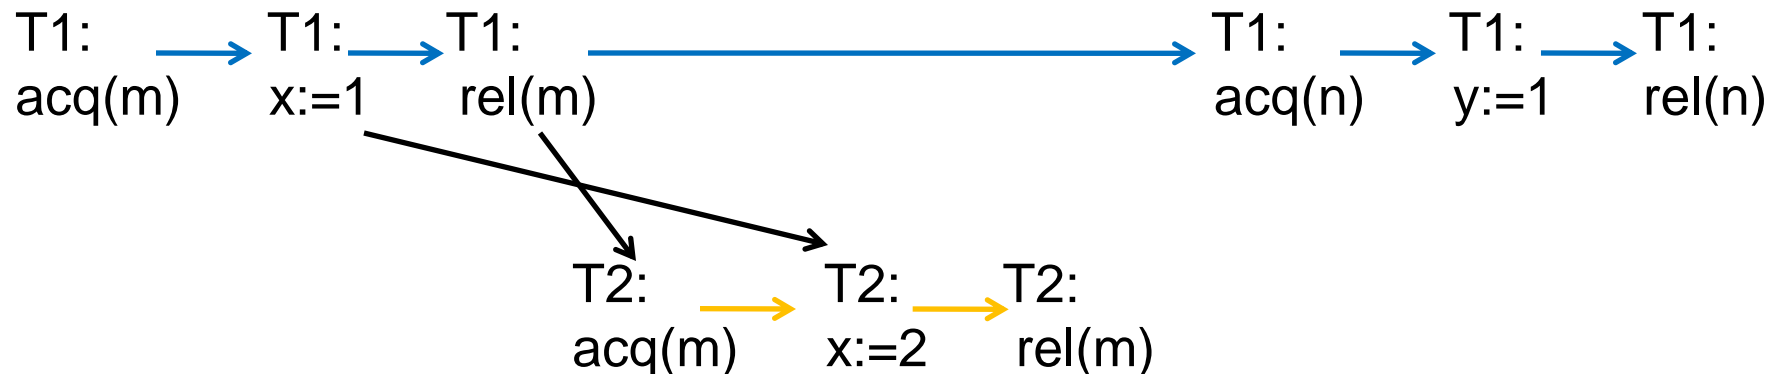 T1: T1: T1: T1: T1: T1:
acq(m) x:=1 rel(m) acq(n) y:=1 rel(n)
T2: T2: T2:
acq(m) x:=2 rel(m)